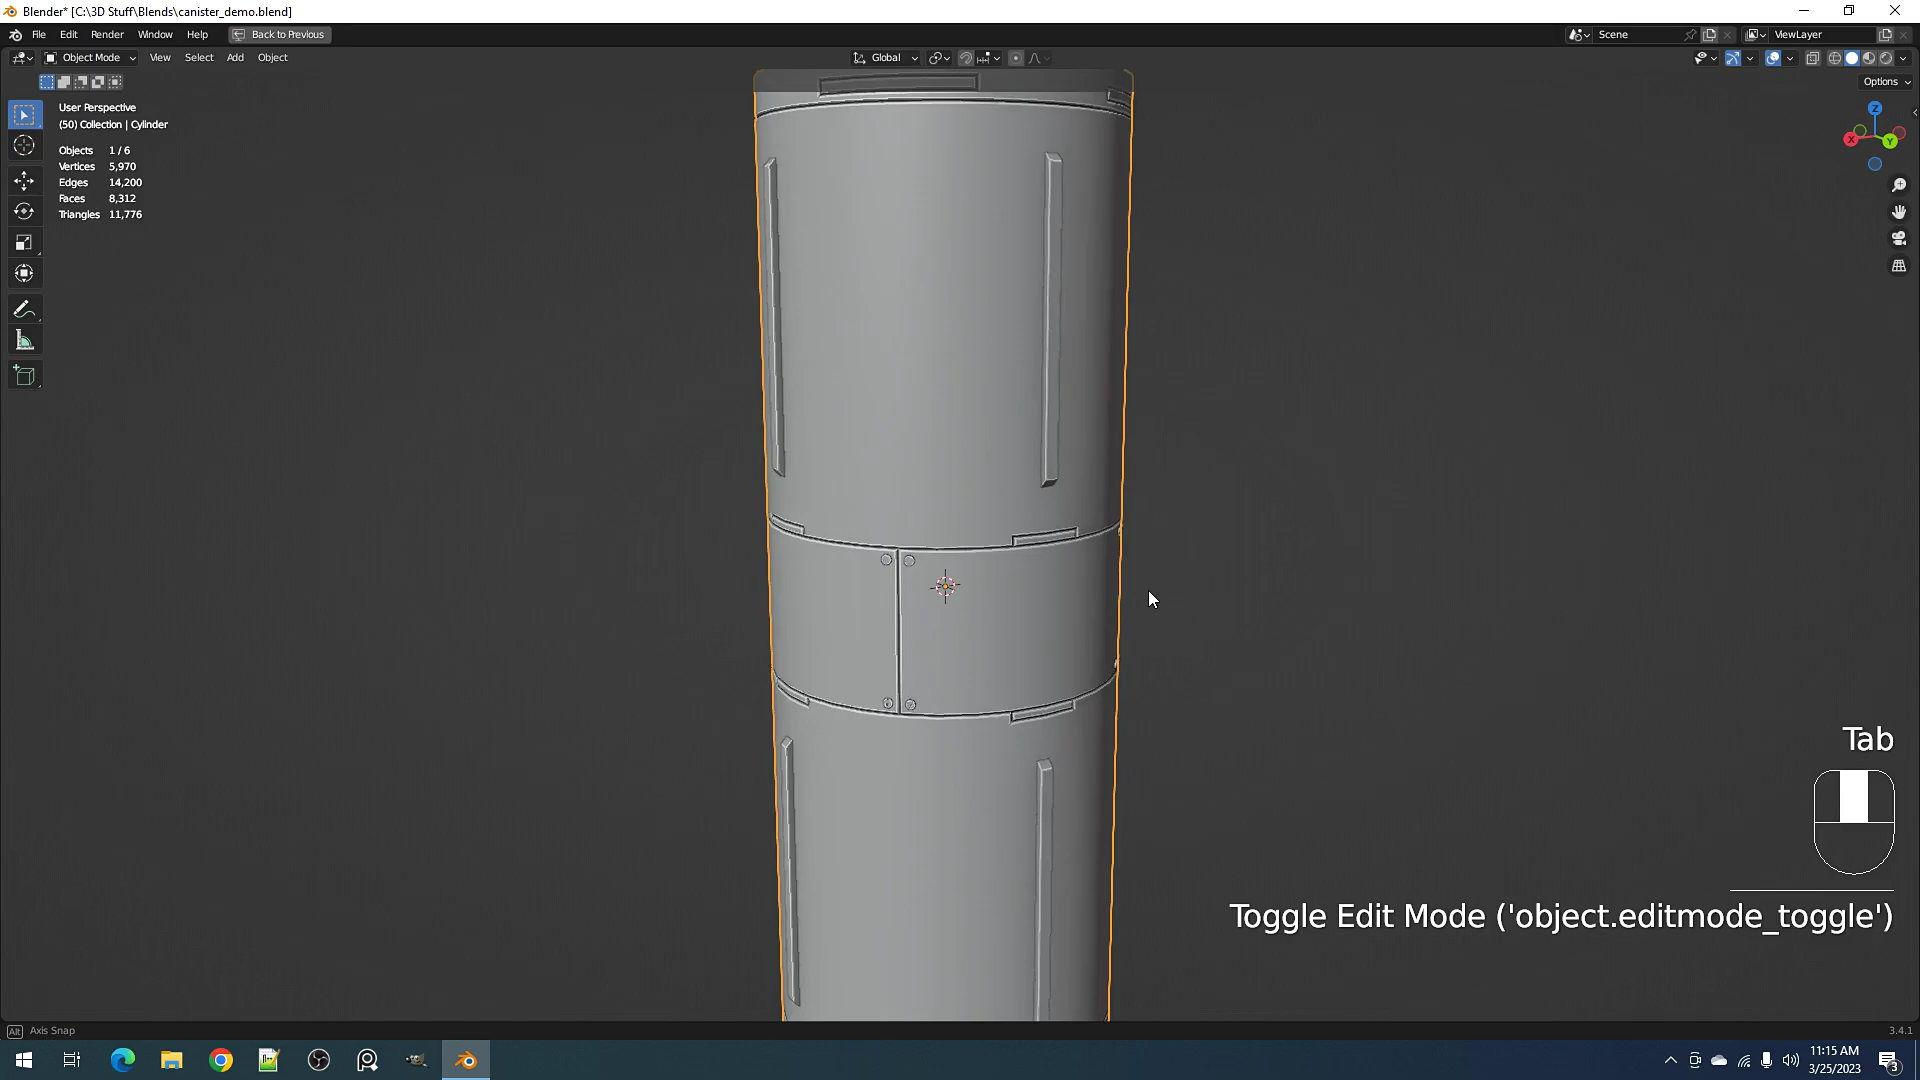 Blender* [C:\3D Stuff\Blends\canister_demo.blend]
File Edit Render Window Help Back to Previous Scene ViewLayer
Object Mode View Select Add Object Global
Options
User Perspective
(50) Collection | Cylinder
Objects 1 / 6
Vertices 5,970
Edges 14,200
Faces 8,312
Triangles 11,776
Z
X
Y
Tab
Toggle Edit Mode ('object.editmode_toggle')
Alt Axis Snap 3.4.1
11:15 AM
3/25/2023
3